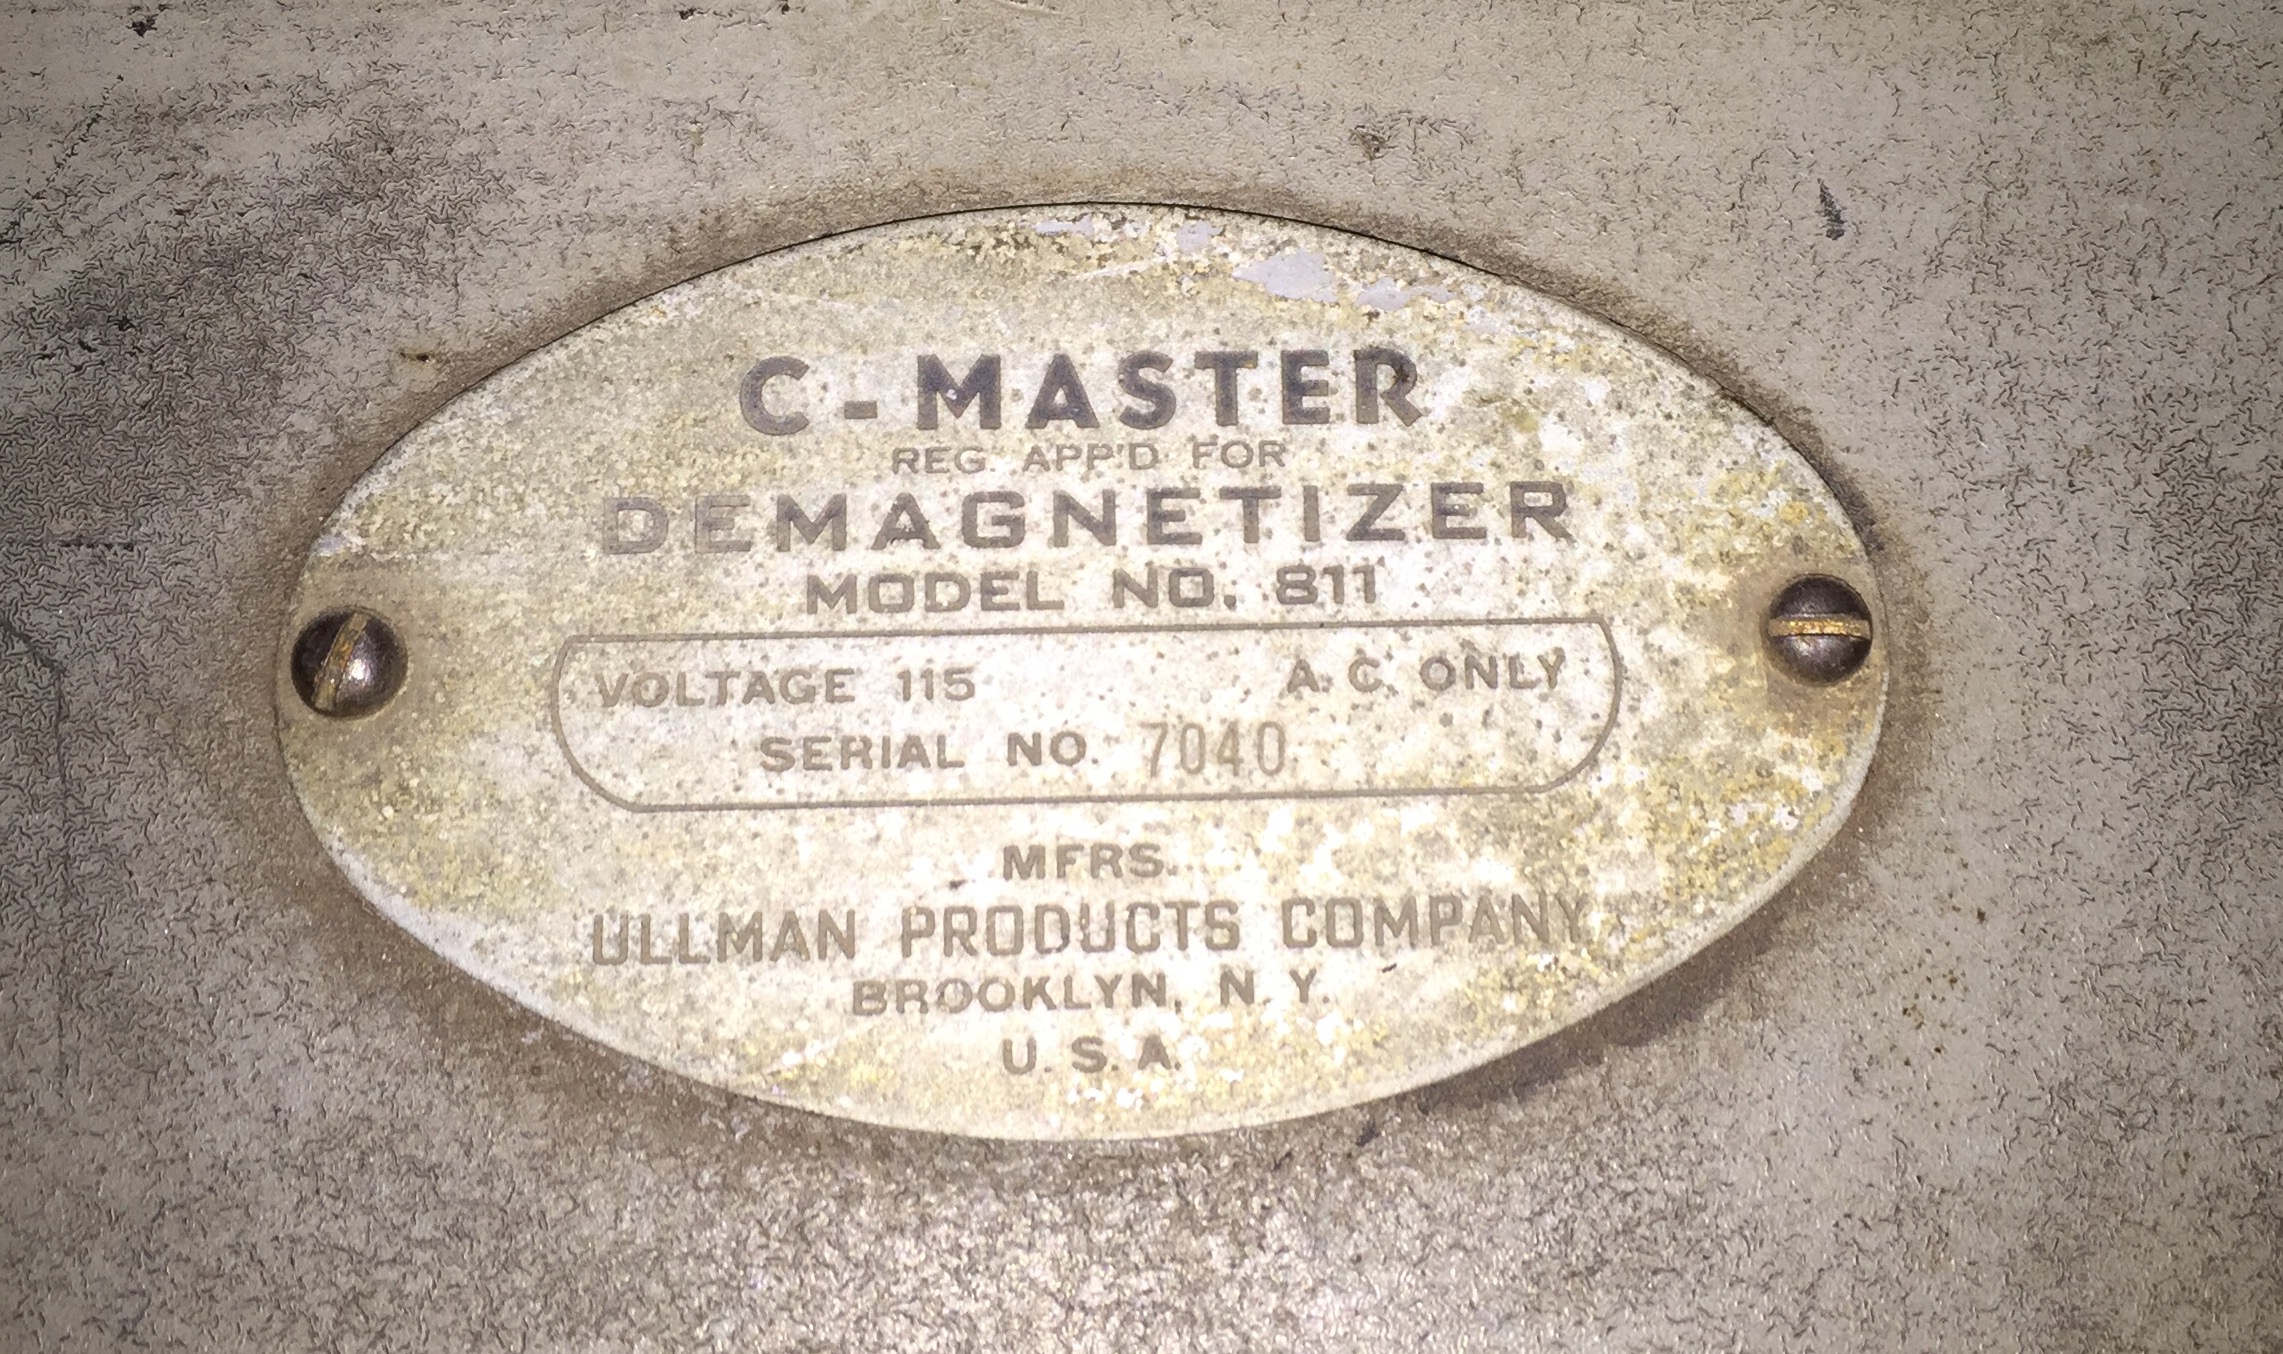 C-MASTER
REG. APP'D FOR
DEMAGNETIZER
MODEL NO. 811
VOLTAGE 115 A.C. ONLY
SERIAL NO. 7040
MFRS.
ULLMAN PRODUCTS COMPANY
BROOKLYN, N.Y.
U.S.A.